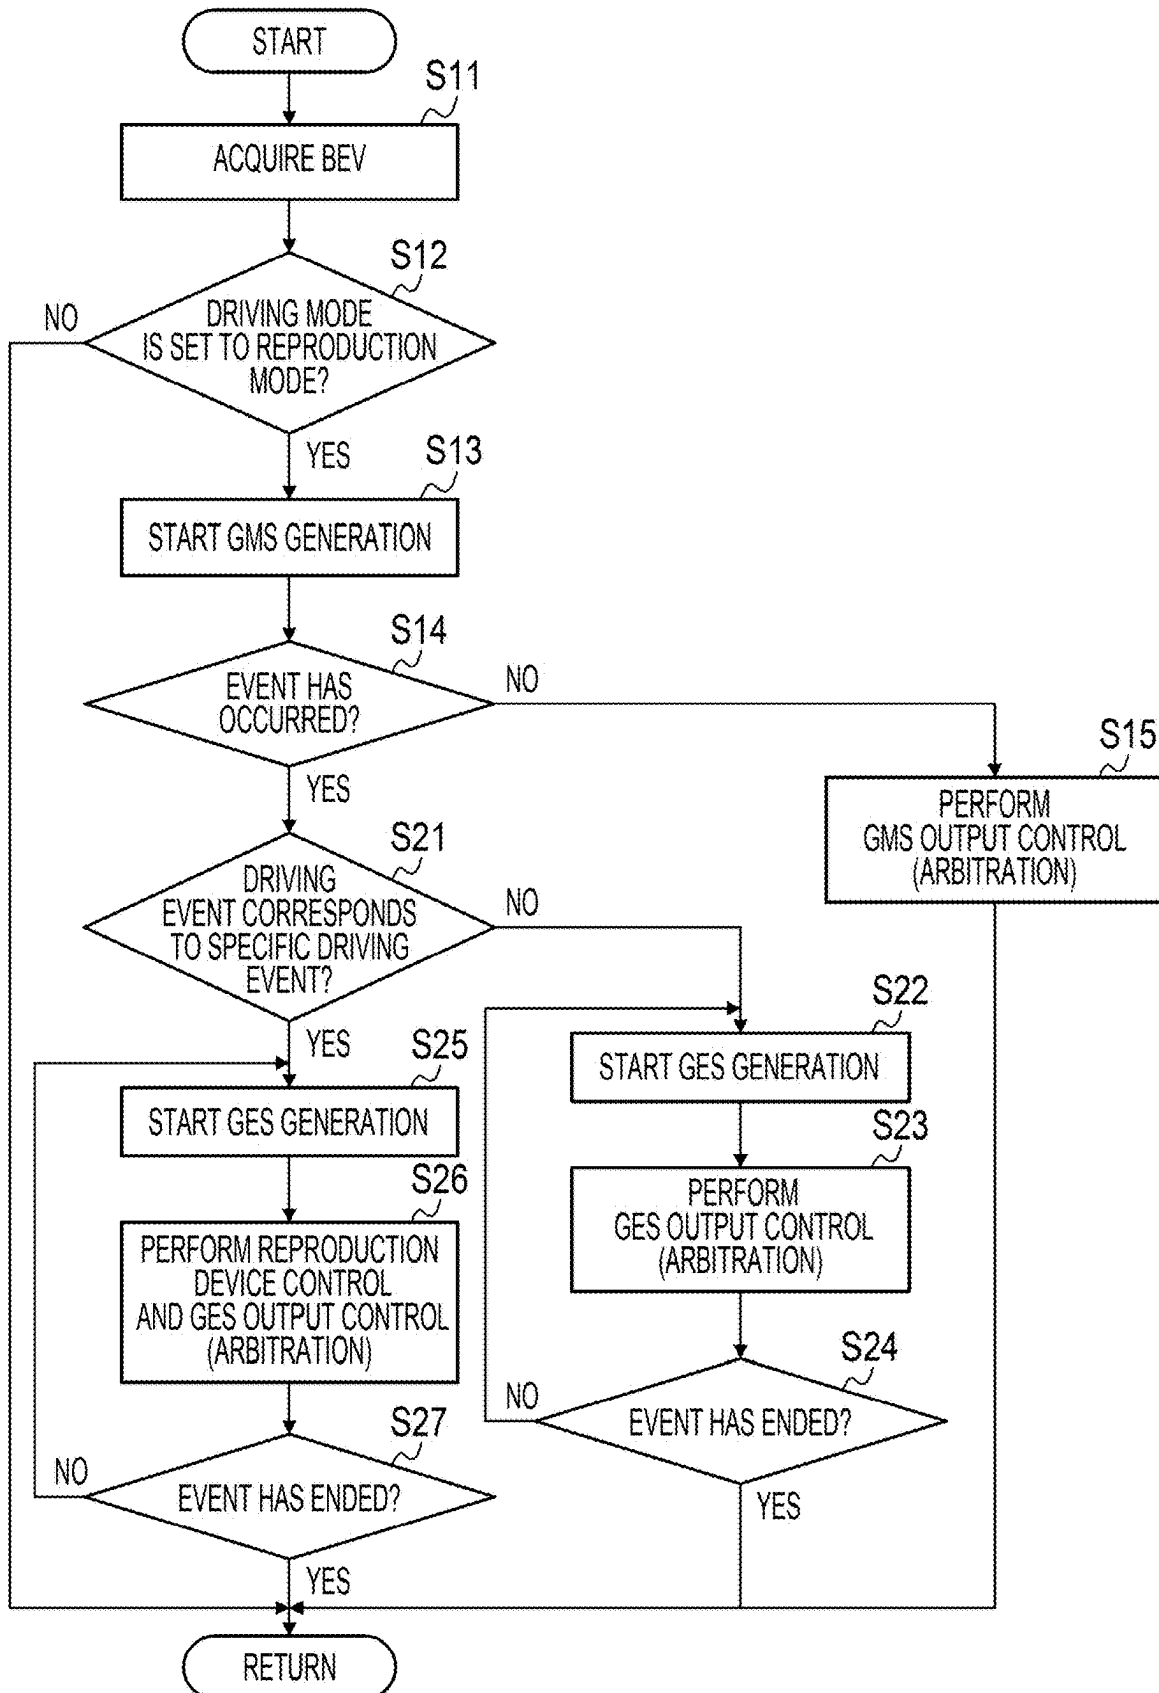 START
S11
ACQUIRE BEV
S12
DRIVING MODE
IS SET TO REPRODUCTION
MODE?
NO
YES
S13
START GMS GENERATION
S14
EVENT HAS
OCCURRED?
NO
YES
S15
PERFORM
GMS OUTPUT CONTROL
(ARBITRATION)
S21
DRIVING
EVENT CORRESPONDS
TO SPECIFIC DRIVING
EVENT?
NO
YES
S22
START GES GENERATION
S23
PERFORM
GES OUTPUT CONTROL
(ARBITRATION)
S24
EVENT HAS ENDED?
NO
YES
S25
START GES GENERATION
S26
PERFORM REPRODUCTION
DEVICE CONTROL
AND GES OUTPUT CONTROL
(ARBITRATION)
S27
EVENT HAS ENDED?
NO
YES
RETURN